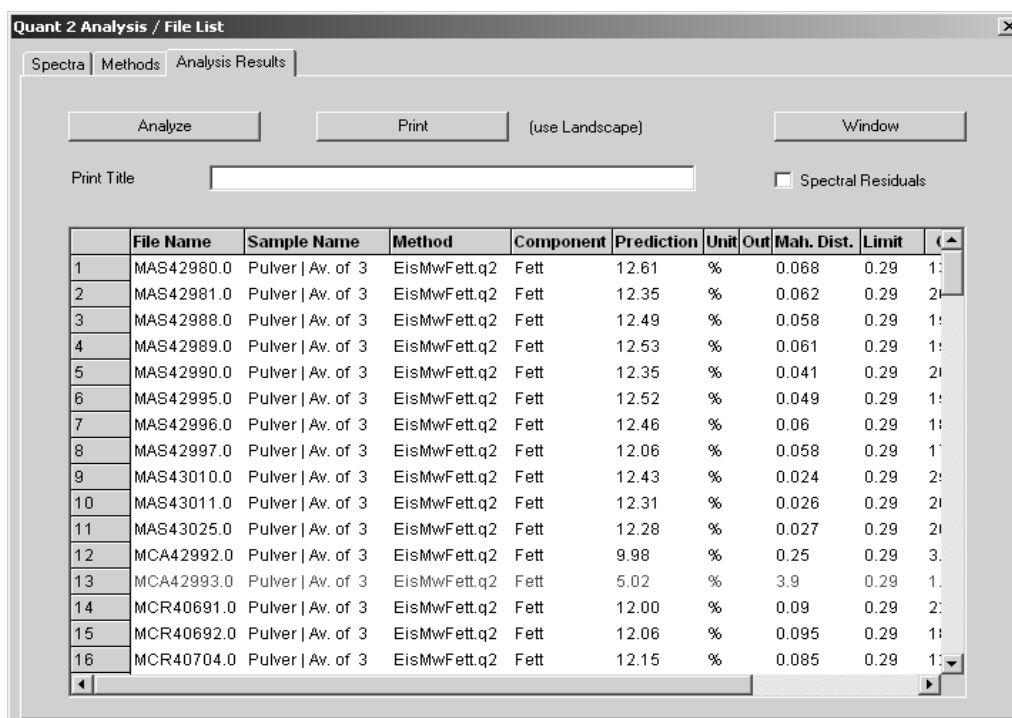 Quant 2 Analysis / File List
Spectra Methods Analysis Results
Analyze Print (use Landscape) Window
Print Title Spectral Residuals
File Name Sample Name Method Component Prediction Unit Out Mah. Dist. Limit
1 MAS42980.0 Pulver | Av. of 3 EisMwFett.q2 Fett 12.61 % 0.068 0.29
2 MAS42981.0 Pulver | Av. of 3 EisMwFett.q2 Fett 12.35 % 0.062 0.29
3 MAS42988.0 Pulver | Av. of 3 EisMwFett.q2 Fett 12.49 % 0.058 0.29
4 MAS42989.0 Pulver | Av. of 3 EisMwFett.q2 Fett 12.53 % 0.061 0.29
5 MAS42990.0 Pulver | Av. of 3 EisMwFett.q2 Fett 12.35 % 0.041 0.29
6 MAS42995.0 Pulver | Av. of 3 EisMwFett.q2 Fett 12.52 % 0.049 0.29
7 MAS42996.0 Pulver | Av. of 3 EisMwFett.q2 Fett 12.46 % 0.06 0.29
8 MAS42997.0 Pulver | Av. of 3 EisMwFett.q2 Fett 12.06 % 0.058 0.29
9 MAS43010.0 Pulver | Av. of 3 EisMwFett.q2 Fett 12.43 % 0.024 0.29
10 MAS43011.0 Pulver | Av. of 3 EisMwFett.q2 Fett 12.31 % 0.026 0.29
11 MAS43025.0 Pulver | Av. of 3 EisMwFett.q2 Fett 12.28 % 0.027 0.29
12 MCA42992.0 Pulver | Av. of 3 EisMwFett.q2 Fett 9.98 % 0.25 0.29 3.
13 MCA42993.0 Pulver | Av. of 3 EisMwFett.q2 Fett 5.02 % 3.9 0.29 1.
14 MCR40691.0 Pulver | Av. of 3 EisMwFett.q2 Fett 12.00 % 0.09 0.29
15 MCR40692.0 Pulver | Av. of 3 EisMwFett.q2 Fett 12.06 % 0.095 0.29
16 MCR40704.0 Pulver | Av. of 3 EisMwFett.q2 Fett 12.15 % 0.085 0.29